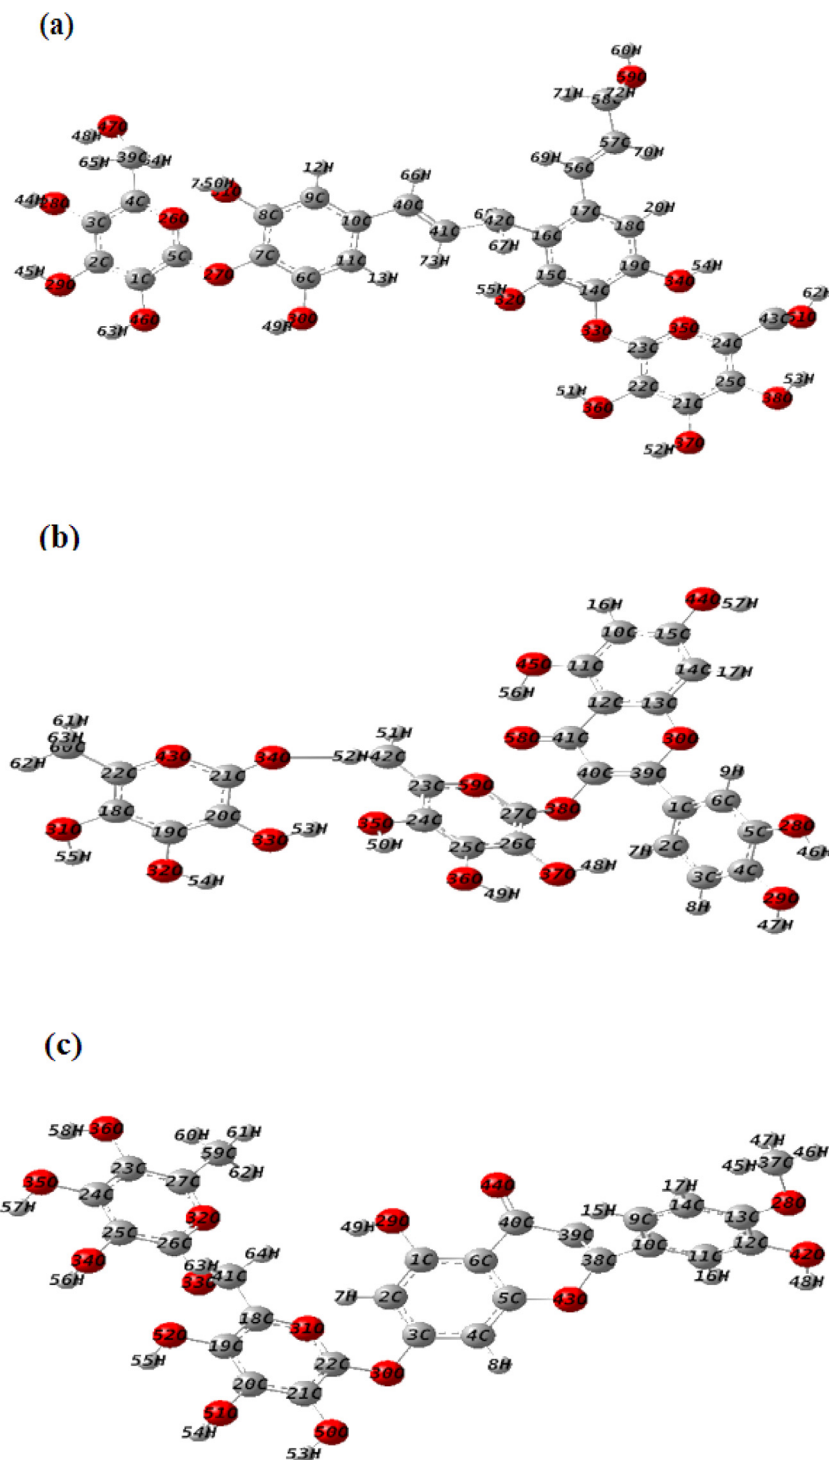 (a)
60H
59O
71H 72H
58C
47O
57C
48H
39C
70H
65H 64H
12H
69H
56C
50H
66H
44H
28O
4C
26O
9C
17C
20H
3C
8C
10C
40C
42C
18C
41C
16C
2C
5C
7C
67H
45H
11C
73H
15C
19C
54H
29O
1C
27O
6C
13H
14C
34O
55H
32O
62H
46O
30O
63H
49H
33O
35O
43C
51O
23C
24C
22C
25C
53H
51H
21C
38O
36O
37O
52H
(b)
44O
57H
16H
10C
15C
45O
11C
14C
17H
56H
12C
13C
61H
51H
63H
58O
41C
30O
62H
43O
34O
52H
42C
22C
21C
40C
39C
9H
23C
59O
18C
20C
27C
38O
1C
6C
31O
19C
33O
53H
35O
24C
5C
28O
55H
50H
25C
26C
7H
2C
46H
32O
54H
36O
37O
48H
3C
4C
49H
29O
8H
47H
(c)
58H
36O
60H
61H
47H
59C
46H
23C
37C
45H
35O
27C
62H
44O
17H
24C
14C
28O
57H
32O
15H
9C
13C
49H
29O
40C
25C
39C
12C
26C
10C
34O
63H
64H
1C
6C
38C
11C
42O
56H
33O
41C
16H
48H
7H
2C
5C
43O
18C
31O
52O
3C
4C
19C
22C
55H
30O
8H
20C
21C
51O
54H
50O
53H